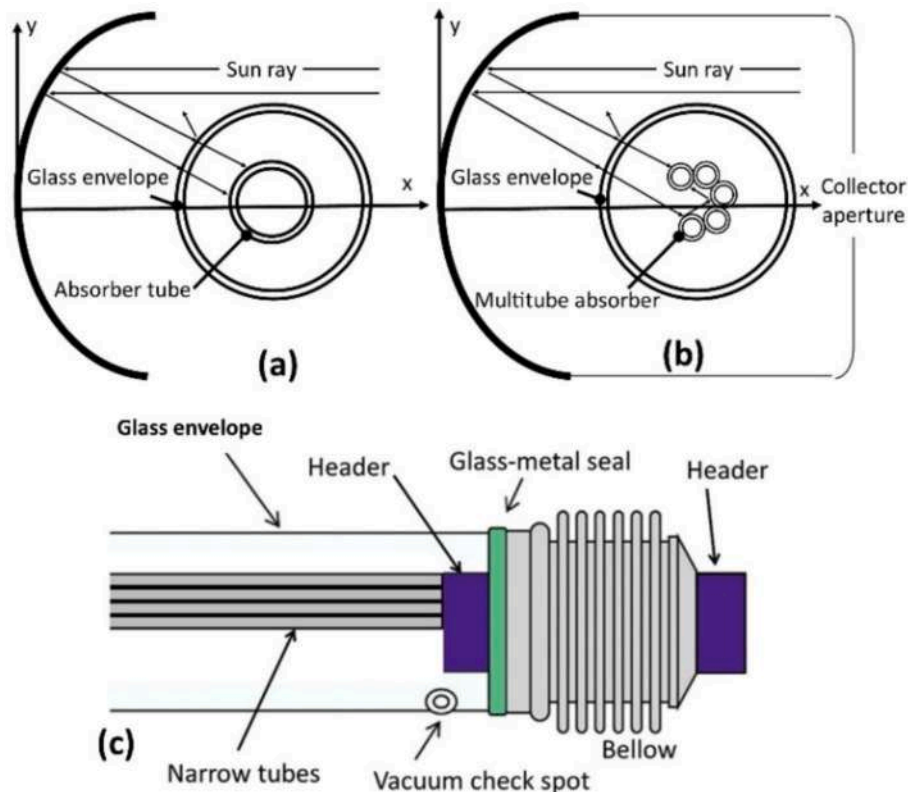 y
Sun ray
Glass envelope
x
Absorber tube
(a)
y
Sun ray
Glass envelope
x
Collector
aperture
Multitube absorber
(b)
Glass envelope
Header
Glass-metal seal
Header
(c)
Narrow tubes
Vacuum check spot
Bellow